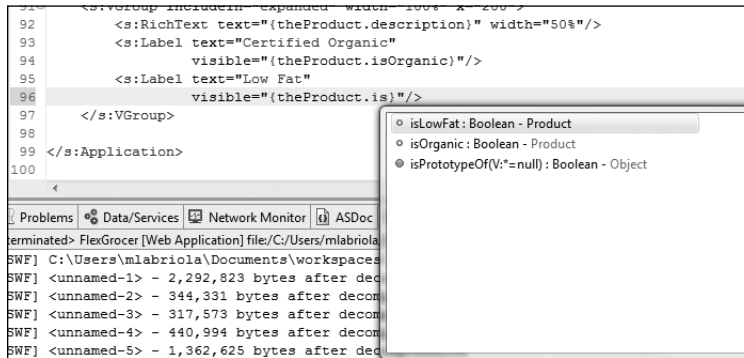 92 <s:RichText text="{theProduct.description}" width="50%"/>
93 <s:Label text="Certified Organic"
94 visible="{theProduct.isOrganic}"/>
95 <s:Label text="Low Fat"
96 visible="{theProduct.is}"/>
97 </s:VGroup>
98
99 </s:Application>
100
isLowFat : Boolean - Product
isOrganic : Boolean - Product
isPrototypeOf(V:*=null) : Boolean - Object
Problems Data/Services Network Monitor ASDoc
terminated> FlexGrocer [Web Application] file:/C:/Users/mlabriola
SWF] C:\Users\mlabriola\Documents\workspaces
SWF] <unnamed-1> - 2,292,823 bytes after dec
SWF] <unnamed-2> - 344,331 bytes after decom
SWF] <unnamed-3> - 317,573 bytes after decom
SWF] <unnamed-4> - 440,994 bytes after decom
SWF] <unnamed-5> - 1,362,625 bytes after dec